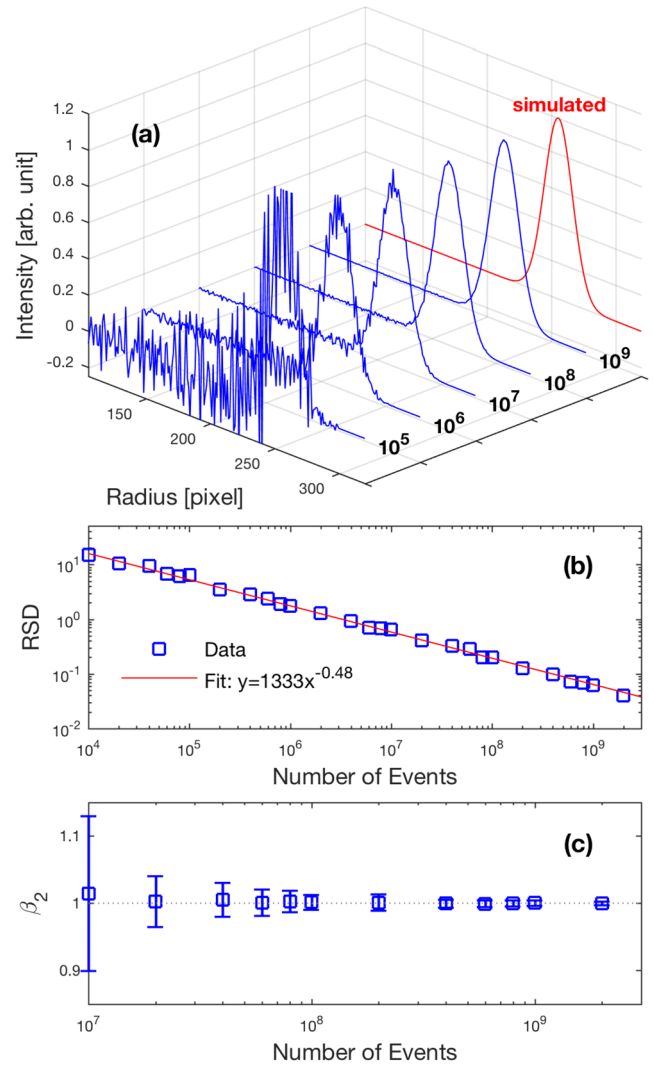 (a)
simulated
Intensity [arb. unit]
1.2
1
0.8
0.6
0.4
0.2
0
-0.2
150
200
250
300
Radius [pixel]
10⁵
10⁶
10⁷
10⁸
10⁹
(b)
RSD
10¹
10⁰
10⁻¹
10⁻²
Data
Fit: y=1333x⁻⁰·⁴⁸
10⁴ 10⁵ 10⁶ 10⁷ 10⁸ 10⁹
Number of Events
(c)
β₂
1.1
1
0.9
10⁷ 10⁸ 10⁹
Number of Events